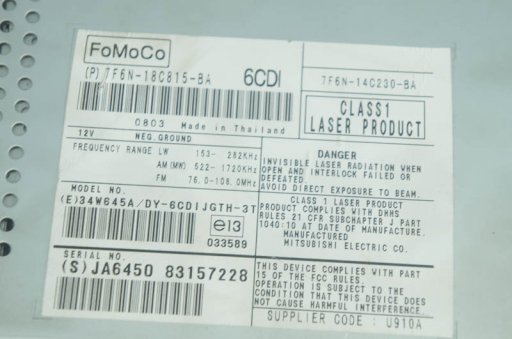 FoMoCo
(P) 7F6N-18C815-BA 6CDI
0803 Made in Thailand
12V NEG.GROUND
FREQUENCY RANGE LW 153- 282KHz
AM(MW) 522- 1720KHz
FM 76.0-108.0MHz
MODEL NO.
(E)34W645A/DY-6CDIJGTH-3T
e13
033589
SERIAL NO.
(S)JA6450 83157228
7F6N-14C230-BA
CLASS1
LASER PRODUCT
DANGER
INVISIBLE LASER RADIATION WHEN
OPEN AND INTERLOCK FAILED OR
DEFEATED.
AVOID DIRECT EXPOSURE TO BEAM.
CLASS 1 LASER PRODUCT
PRODUCT COMPLIES WITH DHHS
RULES 21 CFR SUBCHAPTER J PART
1040:10 AT DATE OF MANUFACTURE.
MANUFACTURED
MITSUBISHI ELECTRIC CO.
THIS DEVICE COMPLIES WITH PART
15 OF THE FCC RULES.
OPERATION IS SUBJECT TO THE
CONDITION THAT THIS DEVICE DOES
NOT CAUSE HARMFUL INTERFERENCE.
SUPPLIER CODE : U910A